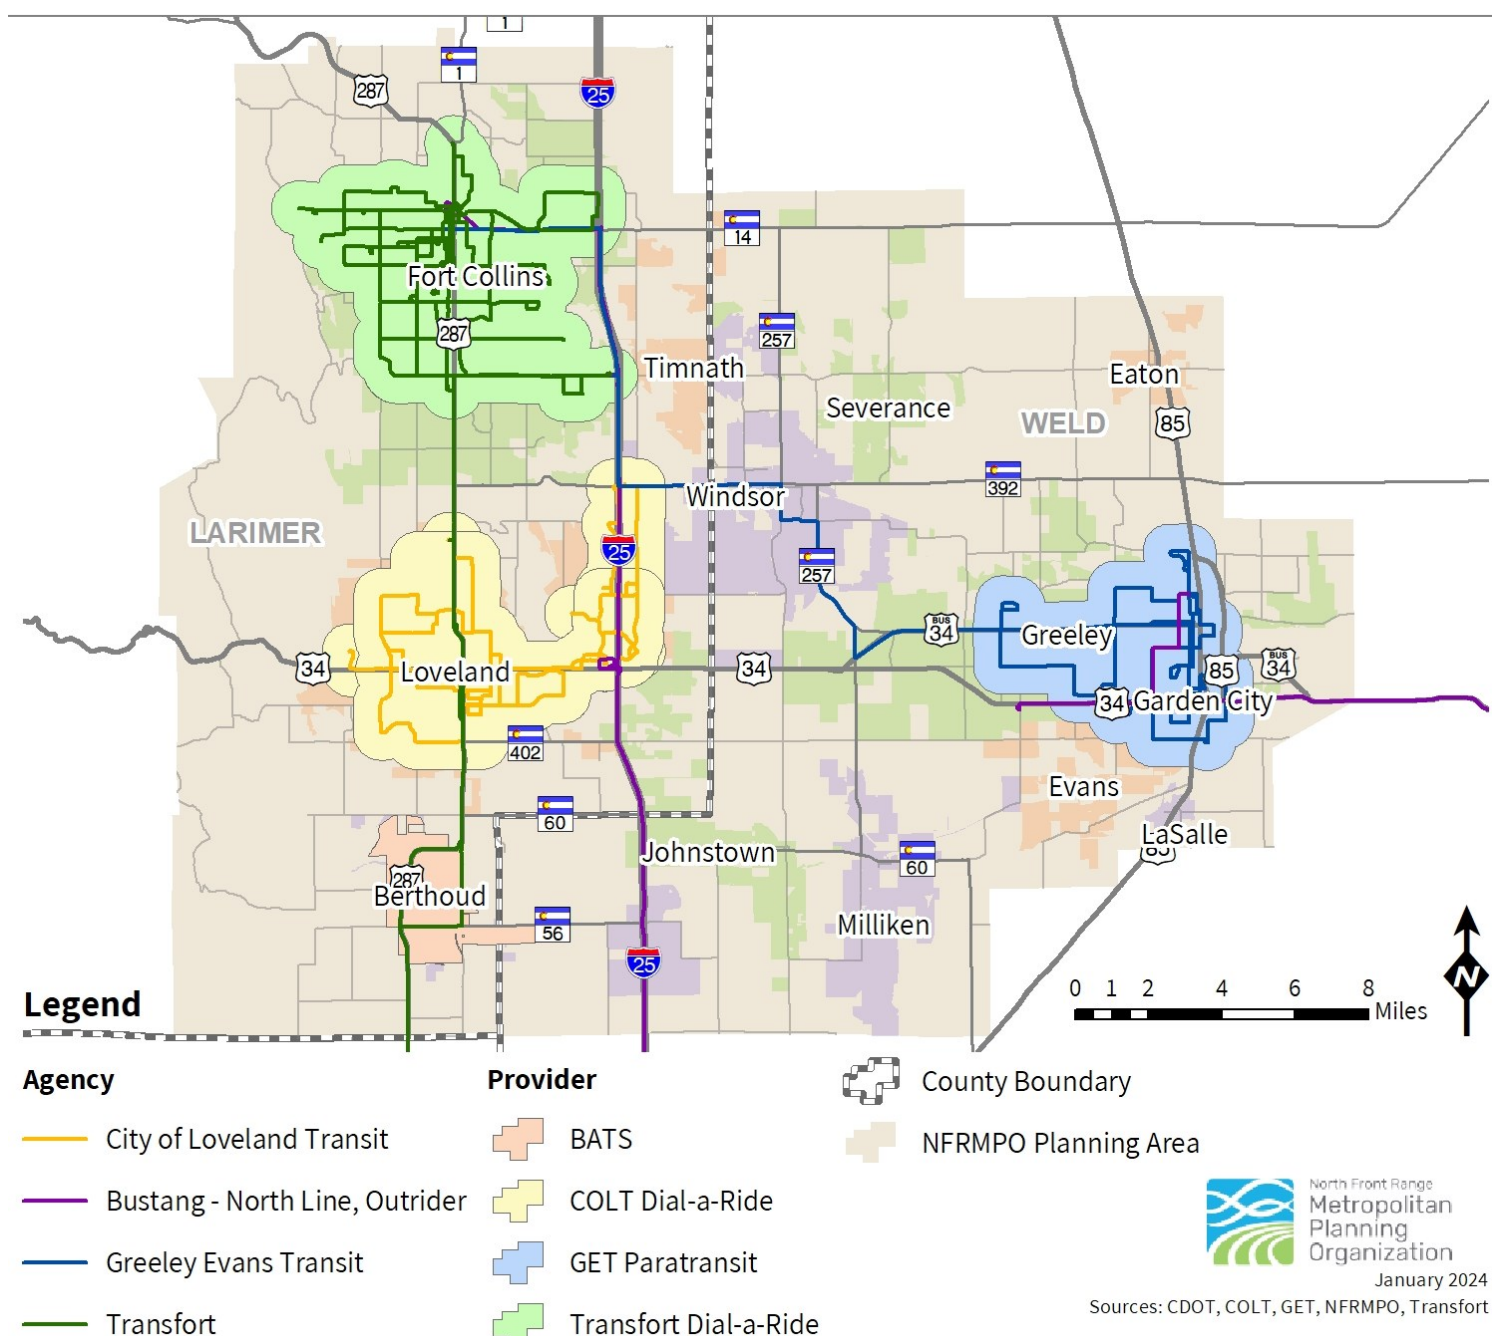 1
287
1
25
14
Fort Collins
287
257
Timnath
Eaton
Severance
WELD
85
392
Windsor
LARIMER
25
257
BUS
34
Greeley
34
Loveland
34
85
BUS
34
34
Garden City
402
Evans
60
LaSalle
85
Johnstown
60
287
Berthoud
Milliken
56
25
N
0 1 2 4 6 8
Miles
Legend
Agency
City of Loveland Transit
Bustang - North Line, Outrider
Greeley Evans Transit
Transfort
Provider
BATS
COLT Dial-a-Ride
GET Paratransit
Transfort Dial-a-Ride
County Boundary
NFRMPO Planning Area
North Front Range
Metropolitan
Planning
Organization
January 2024
Sources: CDOT, COLT, GET, NFRMPO, Transfort